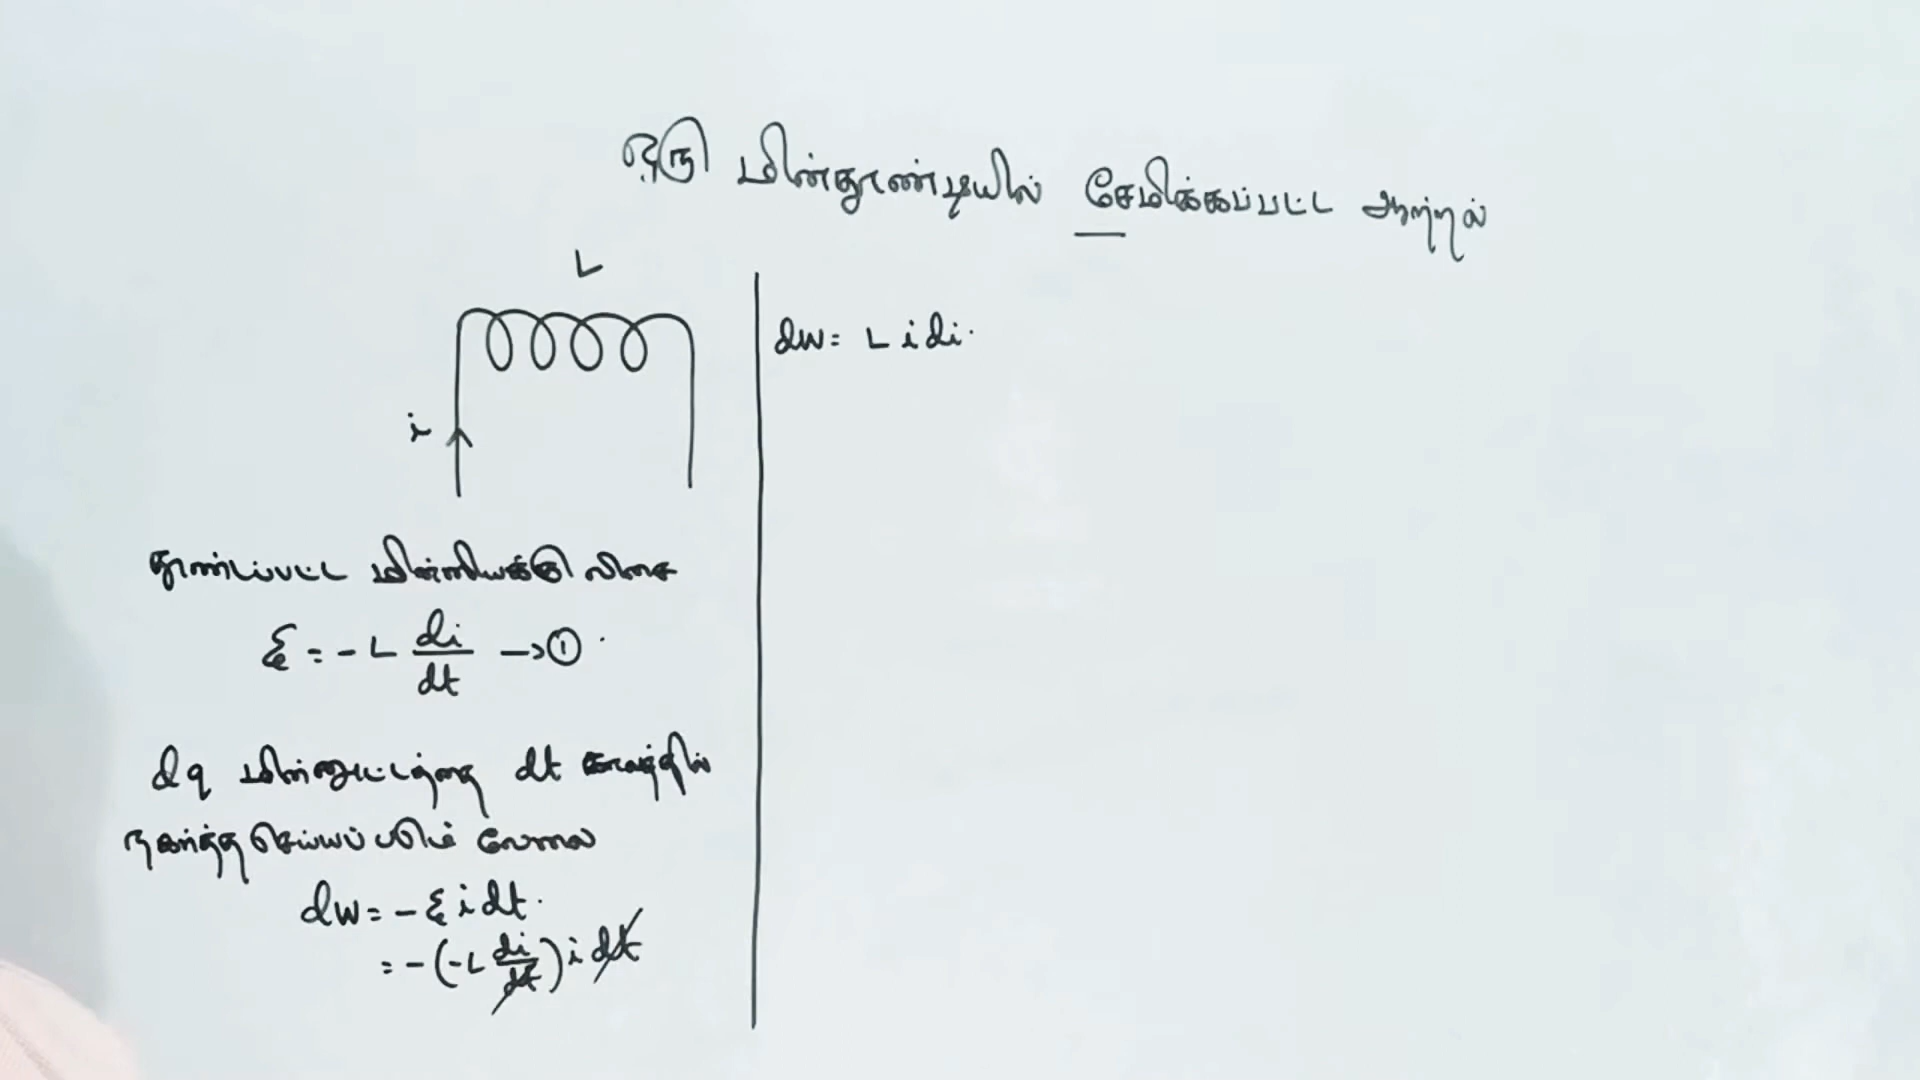 ஒரு மின்தூண்டியில் சேமிக்கப்பட்ட ஆற்றல்
L
i
தூண்டப்பட்ட மின்னியக்கு விசை
ξ = - L di/dt → ①
dq மின்னூட்டத்தை dt காலத்தில்
நகர்த்த செய்யப்படும் வேலை
dw = - ξ i dt.
= - (-L di/dt) i dt
dw = L i di.